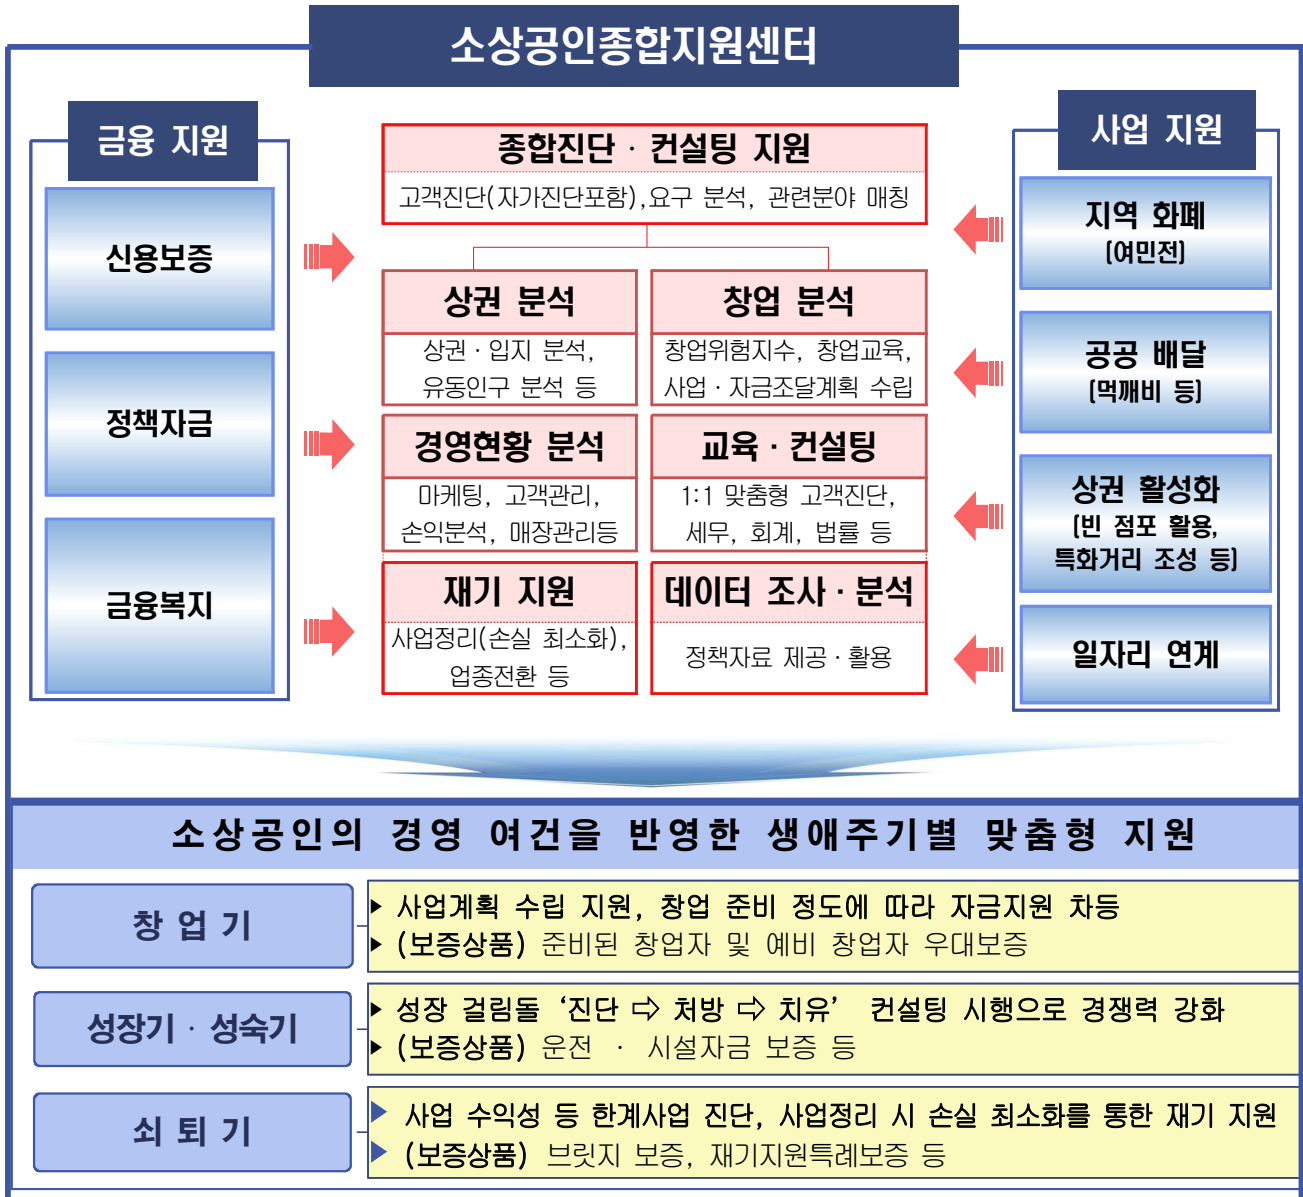 소상공인종합지원센터
금융 지원
신용보증
정책자금
금융복지
종합진단 · 컨설팅 지원
고객진단(자가진단포함),요구 분석, 관련분야 매칭
상권 분석
상권 · 입지 분석,
유동인구 분석 등
창업 분석
창업위험지수, 창업교육,
사업 · 자금조달계획 수립
경영현황 분석
마케팅, 고객관리,
손익분석, 매장관리등
교육 · 컨설팅
1:1 맞춤형 고객진단,
세무, 회계, 법률 등
재기 지원
사업정리(손실 최소화),
업종전환 등
데이터 조사 · 분석
정책자료 제공 · 활용
사업 지원
지역 화폐
(여민전)
공공 배달
(먹깨비 등)
상권 활성화
(빈 점포 활용,
특화거리 조성 등)
일자리 연계
소상공인의 경영 여건을 반영한 생애주기별 맞춤형 지원
창 업 기
▶ 사업계획 수립 지원, 창업 준비 정도에 따라 자금지원 차등
▶ (보증상품) 준비된 창업자 및 예비 창업자 우대보증
성장기 · 성숙기
▶ 성장 걸림돌 ‘진단 ⇨ 처방 ⇨ 치유’ 컨설팅 시행으로 경쟁력 강화
▶ (보증상품) 운전 · 시설자금 보증 등
쇠 퇴 기
▶ 사업 수익성 등 한계사업 진단, 사업정리 시 손실 최소화를 통한 재기 지원
▶ (보증상품) 브릿지 보증, 재기지원특례보증 등